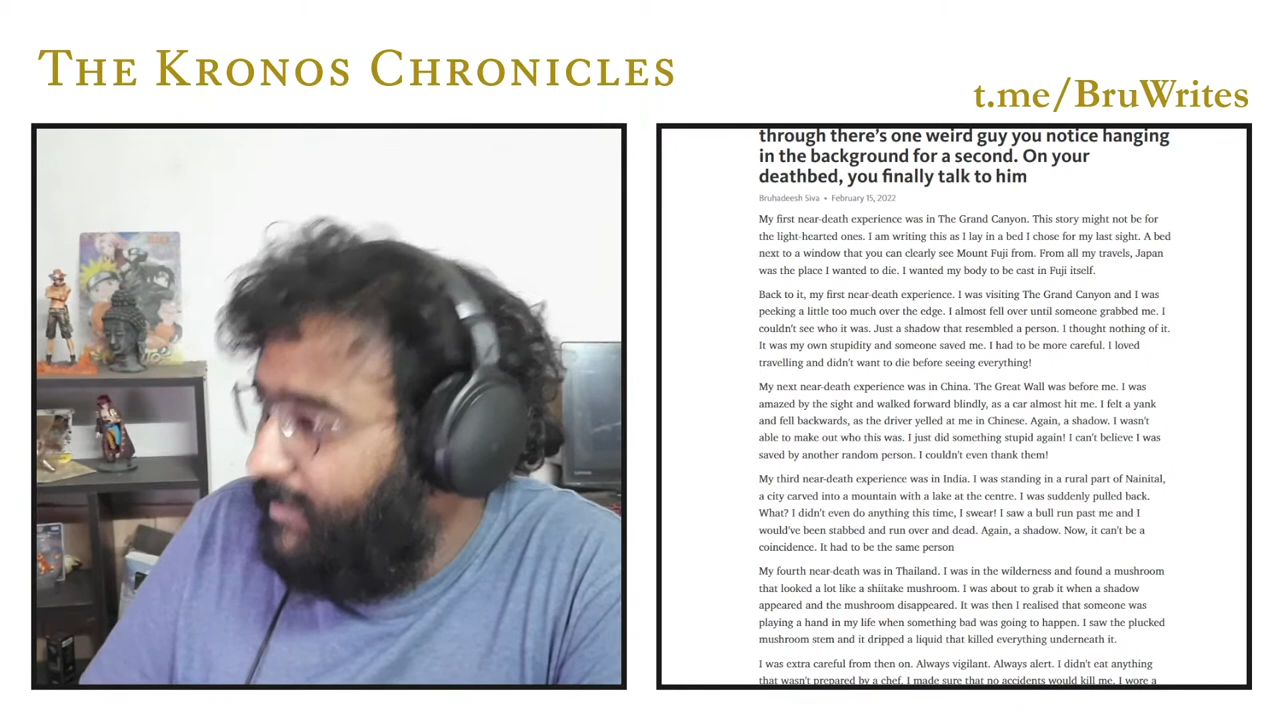 THE KRONOS CHRONICLES
t.me/BruWrites
through there's one weird guy you notice hanging
in the background for a second. On your
deathbed, you finally talk to him
Bruhadeesh Siva • February 15, 2022
My first near-death experience was in The Grand Canyon. This story might not be for
the light-hearted ones. I am writing this as I lay in a bed I chose for my last sight. A bed
next to a window that you can clearly see Mount Fuji from. From all my travels, Japan
was the place I wanted to die. I wanted my body to be cast in Fuji itself.
Back to it, my first near-death experience. I was visiting The Grand Canyon and I was
peeking a little too much over the edge. I almost fell over until someone grabbed me. I
couldn't see who it was. Just a shadow that resembled a person. I thought nothing of it.
It was my own stupidity and someone saved me. I had to be more careful. I loved
travelling and didn't want to die before seeing everything!
My next near-death experience was in China. The Great Wall was before me. I was
amazed by the sight and walked forward blindly, as a car almost hit me. I felt a yank
and fell backwards, as the driver yelled at me in Chinese. Again, a shadow. I wasn't
able to make out who this was. I just did something stupid again! I can't believe I was
saved by another random person. I couldn't even thank them!
My third near-death experience was in India. I was standing in a rural part of Nainital,
a city carved into a mountain with a lake at the centre. I was suddenly pulled back.
What? I didn't even do anything this time, I swear! I saw a bull run past me and I
would've been stabbed and run over and dead. Again, a shadow. Now, it can't be a
coincidence. It had to be the same person
My fourth near-death was in Thailand. I was in the wilderness and found a mushroom
that looked a lot like a shiitake mushroom. I was about to grab it when a shadow
appeared and the mushroom disappeared. It was then I realised that someone was
playing a hand in my life when something bad was going to happen. I saw the plucked
mushroom stem and it dripped a liquid that killed everything underneath it.
I was extra careful from then on. Always vigilant. Always alert. I didn't eat anything
that wasn't prepared by a chef. I made sure that no accidents would kill me. I wore a